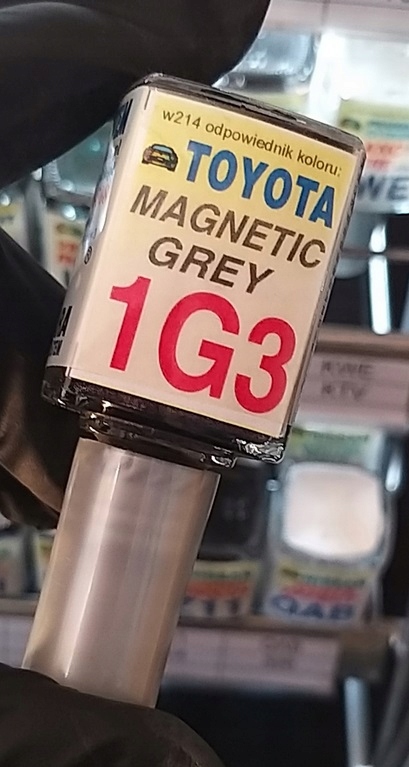 w214 odpowiednik koloru:
TOYOTA
MAGNETIC
GREY
1G3